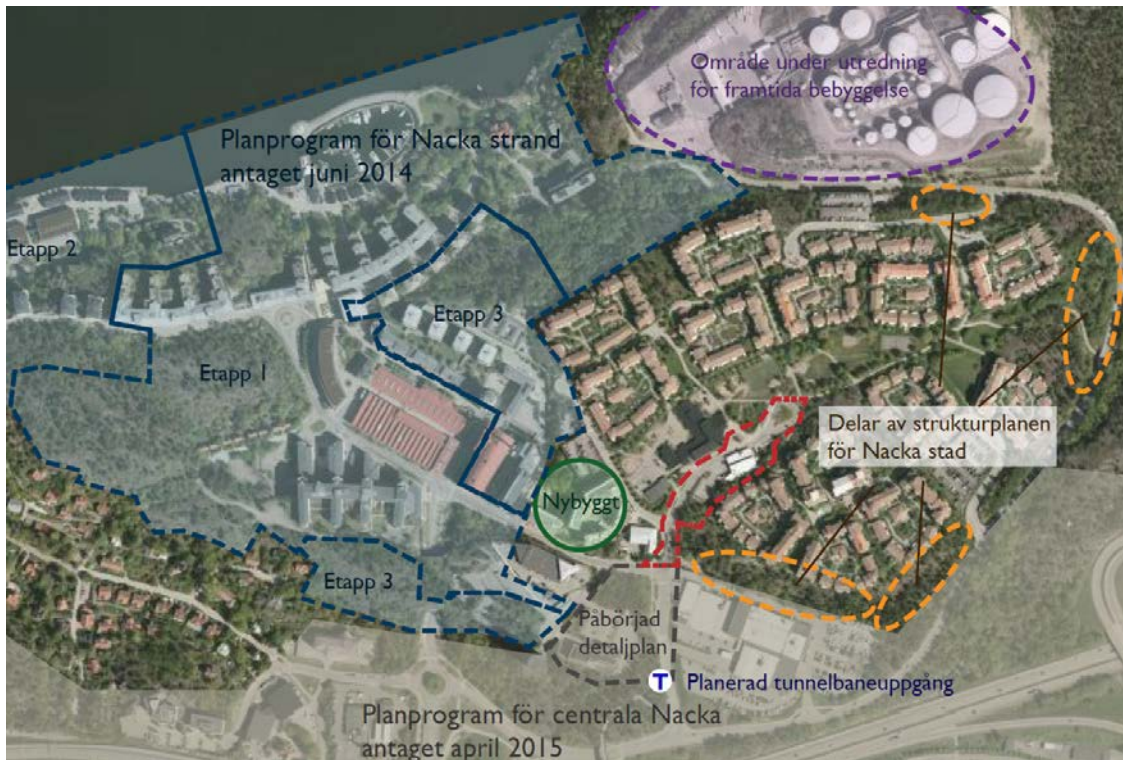 Område under utredning
för framtida bebyggelse
Planprogram för Nacka strand
antaget juni 2014
Etapp 2
Etapp 3
Etapp 1
Delar av strukturplanen
för Nacka stad
Nybyggt
Etapp 3
Påbörjad
detaljplan
T
Planerad tunnelbaneuppgång
Planprogram för centrala Nacka
antaget april 2015